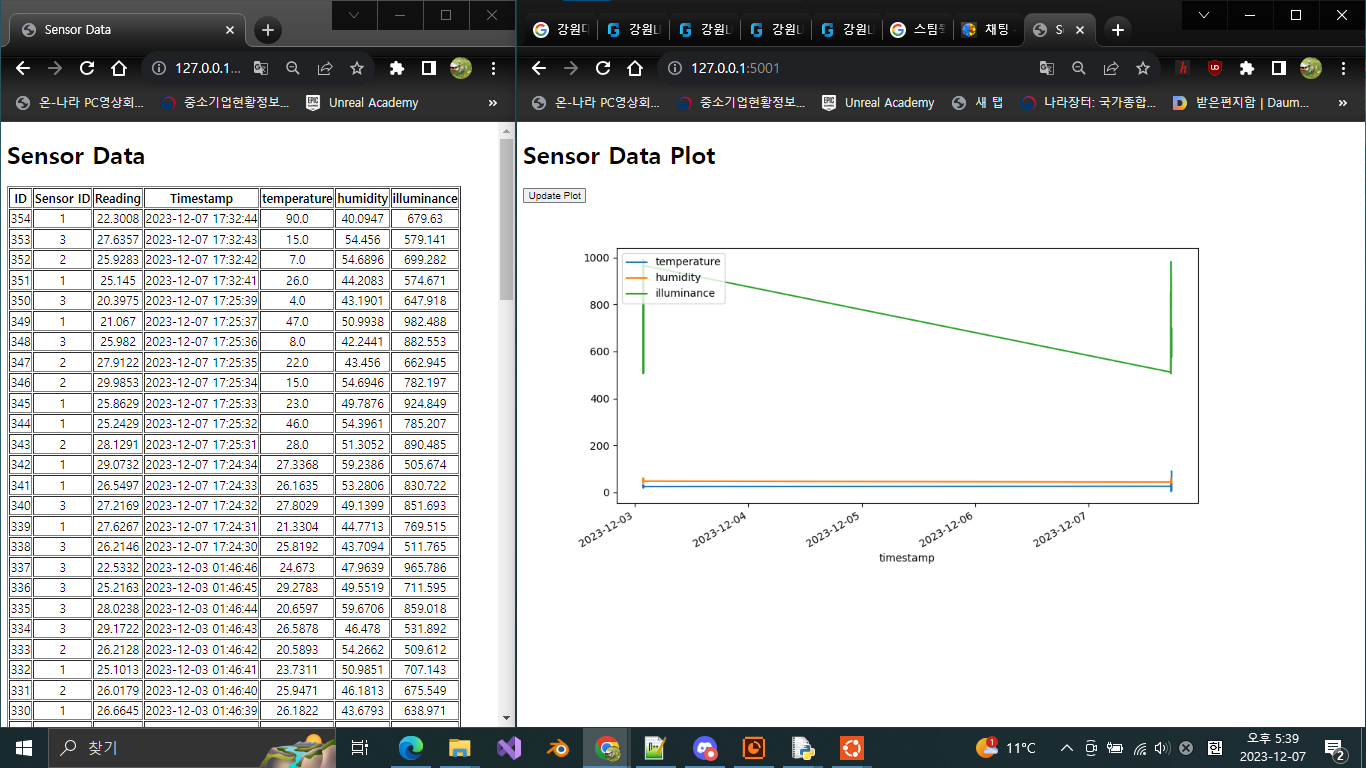 Sensor Data
강원대
강원LI
강원LI
강원LI
강원LI
스팀덱
채팅
127.0.0.1...
127.0.0.1:5001
온-나라 PC영상회...
중소기업현황정보...
Unreal Academy
»
온-나라 PC영상회...
중소기업현황정보...
Unreal Academy
새 탭
나라장터: 국가종합...
받은편지함 | Daum...
»
Sensor Data
ID Sensor ID Reading Timestamp temperature humidity illuminance
354 1 22.3008 2023-12-07 17:32:44 90.0 40.0947 679.63
353 3 27.6357 2023-12-07 17:32:43 15.0 54.456 579.141
352 2 25.9283 2023-12-07 17:32:42 7.0 54.6896 699.282
351 1 25.145 2023-12-07 17:32:41 26.0 44.2083 574.671
350 3 20.3975 2023-12-07 17:25:39 4.0 43.1901 647.918
349 1 21.067 2023-12-07 17:25:37 47.0 50.9938 982.488
348 3 25.982 2023-12-07 17:25:36 8.0 42.2441 882.553
347 2 27.9122 2023-12-07 17:25:35 22.0 43.456 662.945
346 2 29.9853 2023-12-07 17:25:34 15.0 54.6946 782.197
345 1 25.8629 2023-12-07 17:25:33 23.0 49.7876 924.849
344 1 25.2429 2023-12-07 17:25:32 46.0 54.3961 785.207
343 2 28.1291 2023-12-07 17:25:31 28.0 51.3052 890.485
342 1 29.0732 2023-12-07 17:24:34 27.3368 59.2386 505.674
341 1 26.5497 2023-12-07 17:24:33 26.1635 53.2806 830.722
340 3 27.2169 2023-12-07 17:24:32 27.8029 49.1399 851.693
339 1 27.6267 2023-12-07 17:24:31 21.3304 44.7713 769.515
338 3 26.2146 2023-12-07 17:24:30 25.8192 43.7094 511.765
337 3 22.5332 2023-12-03 01:46:46 24.673 47.9639 965.786
336 3 25.2163 2023-12-03 01:46:45 29.2783 49.5519 711.595
335 3 28.0238 2023-12-03 01:46:44 20.6597 59.6706 859.018
334 3 29.1722 2023-12-03 01:46:43 26.5878 46.478 531.892
333 2 26.2128 2023-12-03 01:46:42 20.5893 54.2662 509.612
332 1 25.1013 2023-12-03 01:46:41 23.7311 50.9851 707.143
331 2 26.0179 2023-12-03 01:46:40 25.9471 46.1813 675.549
330 1 26.6645 2023-12-03 01:46:39 26.1822 43.6793 638.971
Sensor Data Plot
Update Plot
temperature
humidity
illuminance
1000
800
600
400
200
0
2023-12-03
2023-12-04
2023-12-05
2023-12-06
2023-12-07
timestamp
찾기
1
11°C
한
오후 5:39
2023-12-07
2